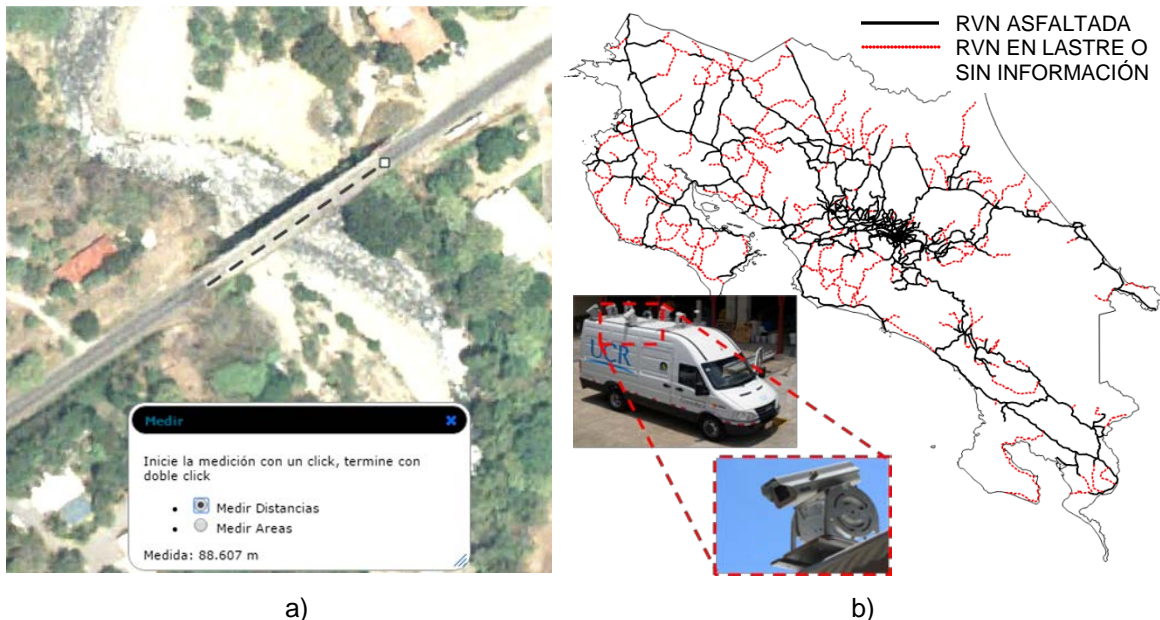 Medir
Inicie la medición con un click, termine con
doble click
Medir Distancias
Medir Areas
Medida: 88.607 m
a)
RVN ASFALTADA
RVN EN LASTRE O
SIN INFORMACIÓN
UCR
b)